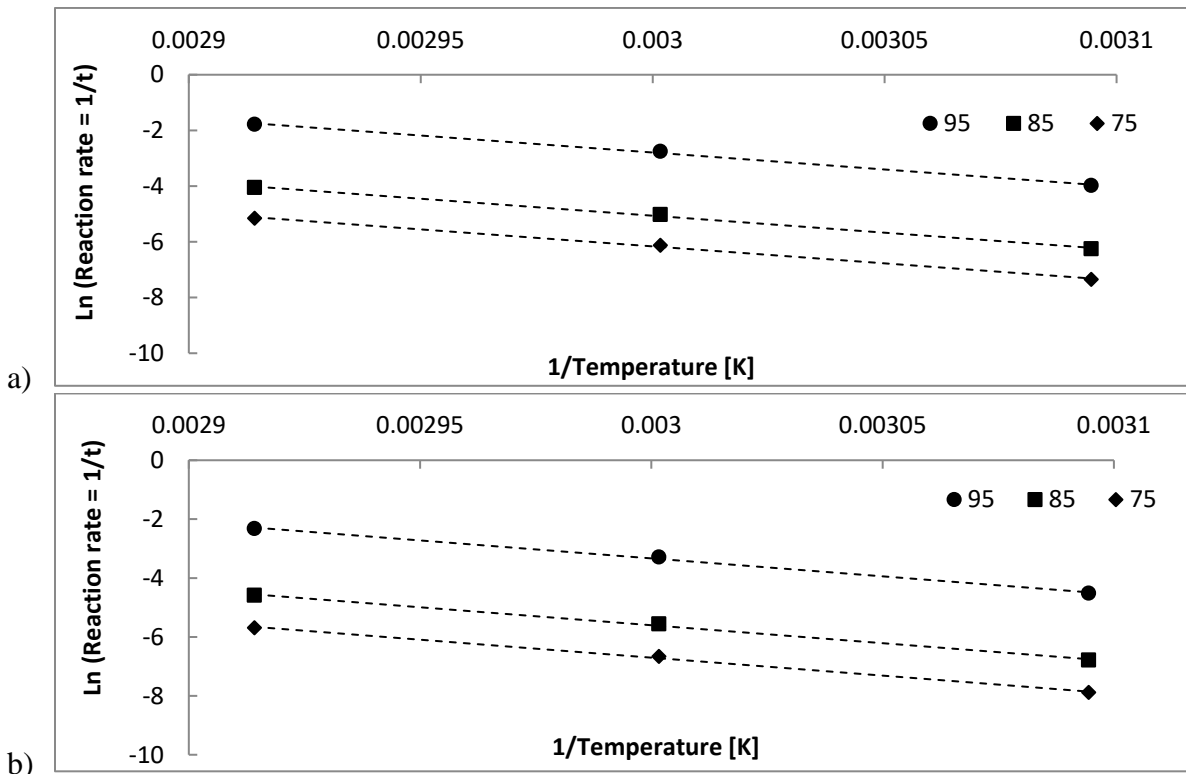 0.0029 0.00295 0.003 0.00305 0.0031
0
-2
-4
-6
-8
-10
Ln (Reaction rate = 1/t)
95 85 75
1/Temperature [K]
a)
0.0029 0.00295 0.003 0.00305 0.0031
0
-2
-4
-6
-8
-10
Ln (Reaction rate = 1/t)
95 85 75
1/Temperature [K]
b)